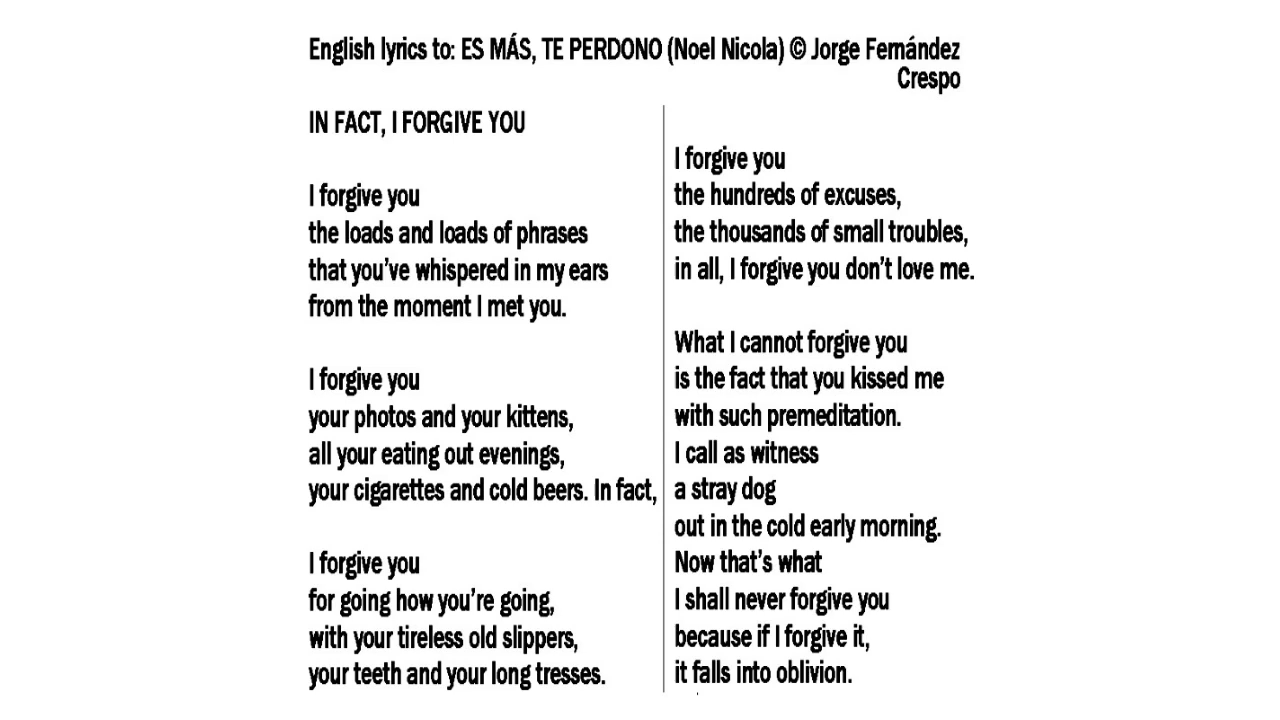 English lyrics to: ES MÁS, TE PERDONO (Noel Nicola) © Jorge Fernández
Crespo
IN FACT, I FORGIVE YOU
I forgive you
the loads and loads of phrases
that you've whispered in my ears
from the moment I met you.
I forgive you
your photos and your kittens,
all your eating out evenings,
your cigarettes and cold beers. In fact,
I forgive you
for going how you're going,
with your tireless old slippers,
your teeth and your long tresses.
I forgive you
the hundreds of excuses,
the thousands of small troubles,
in all, I forgive you don't love me.
What I cannot forgive you
is the fact that you kissed me
with such premeditation.
I call as witness
a stray dog
out in the cold early morning.
Now that's what
I shall never forgive you
because if I forgive it,
it falls into oblivion.